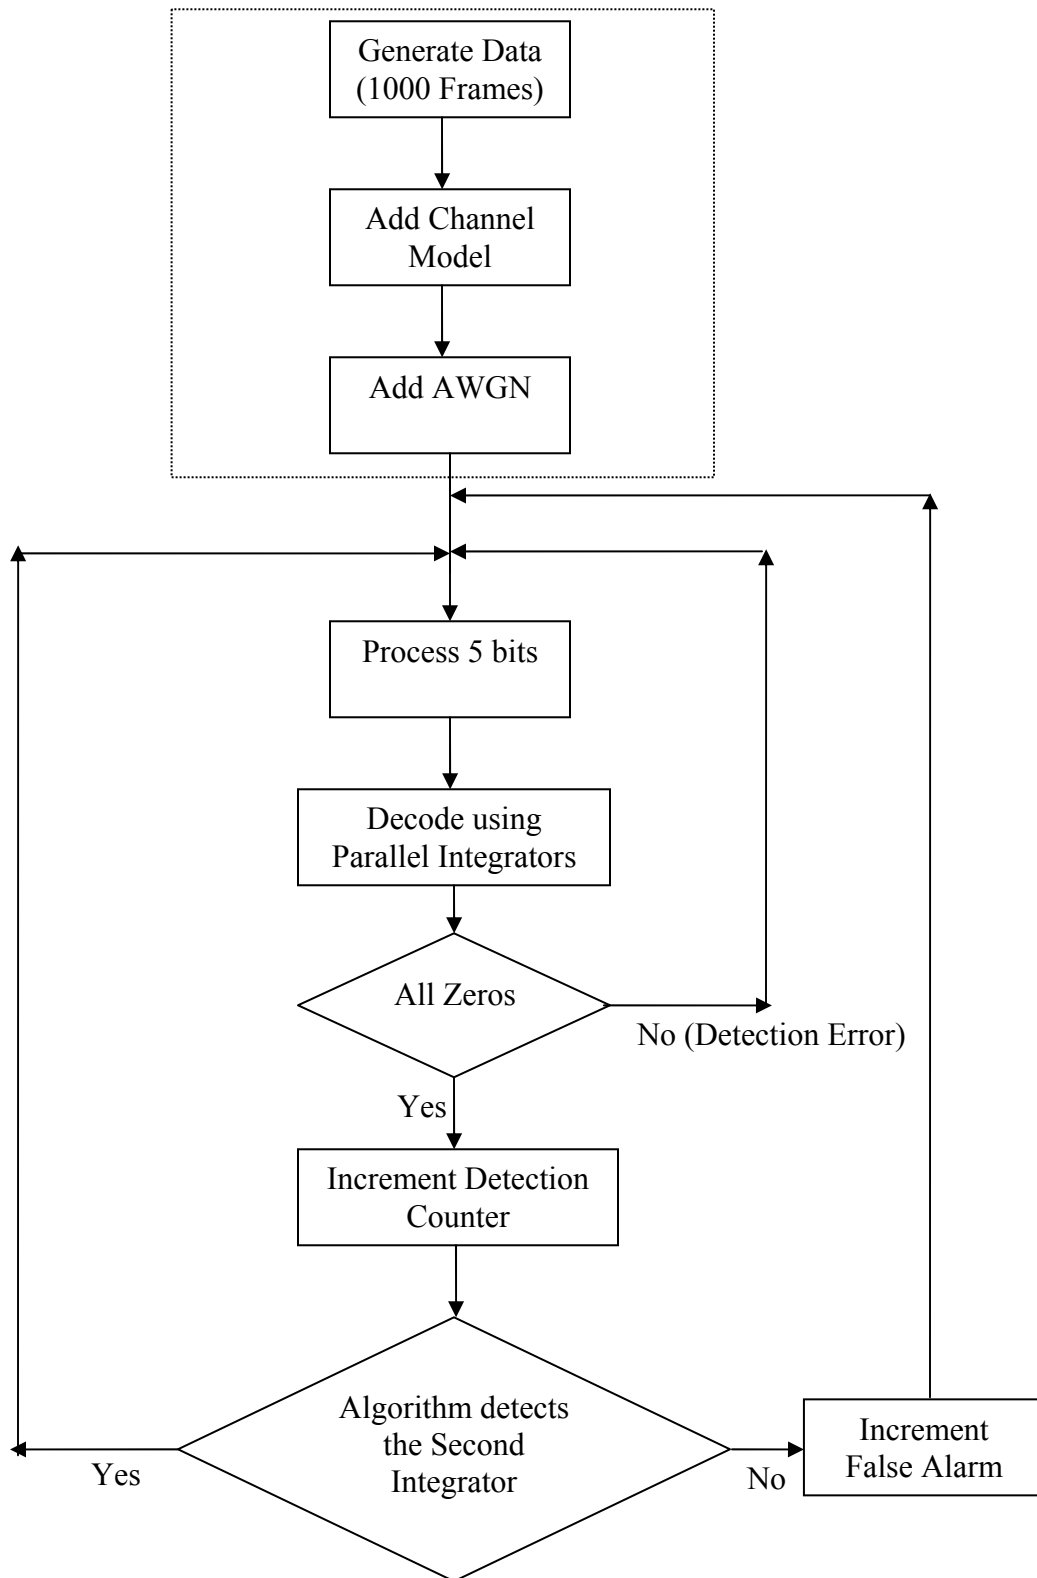 Generate Data
(1000 Frames)
Add Channel
Model
Add AWGN
Process 5 bits
Decode using
Parallel Integrators
All Zeros
No (Detection Error)
Yes
Increment Detection
Counter
Algorithm detects
the Second
Integrator
Yes
No
Increment
False Alarm